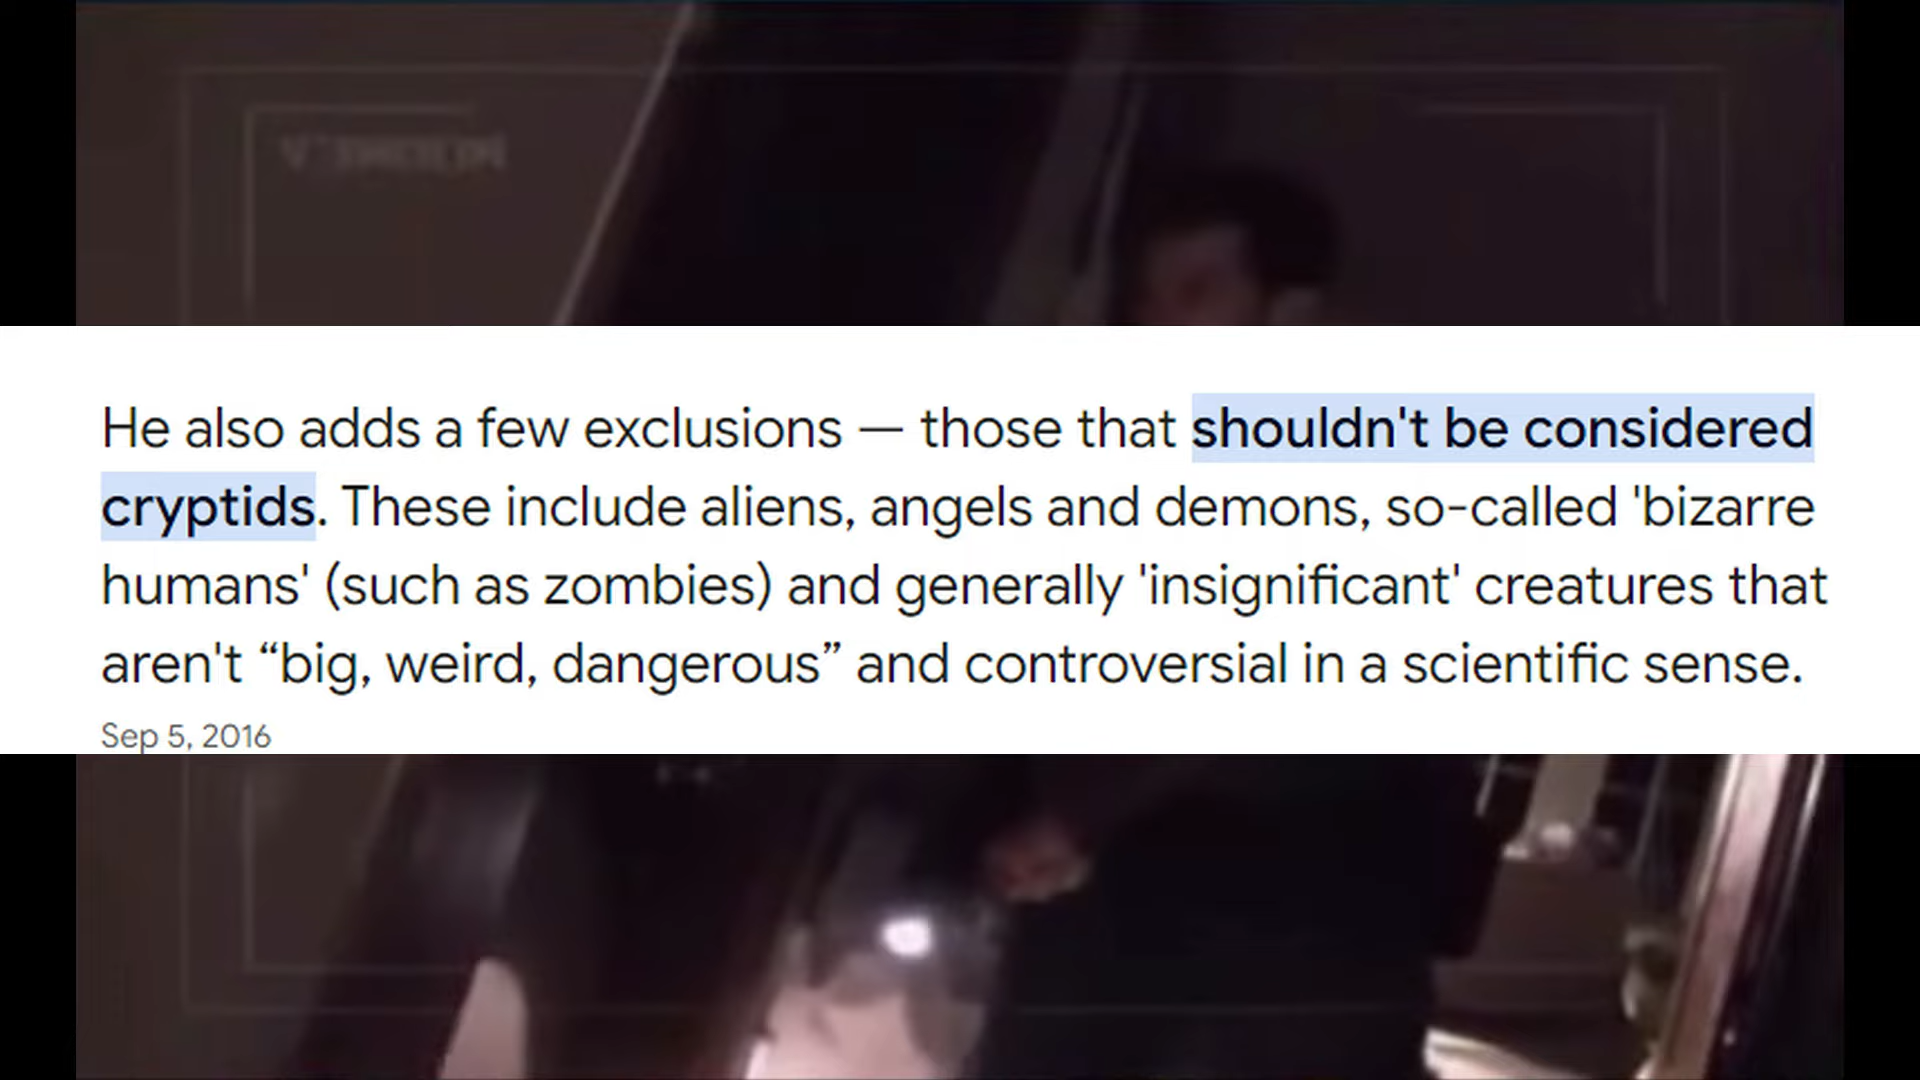 He also adds a few exclusions — those that shouldn't be considered
cryptids. These include aliens, angels and demons, so-called 'bizarre
humans' (such as zombies) and generally 'insignificant' creatures that
aren't “big, weird, dangerous” and controversial in a scientific sense.
Sep 5, 2016